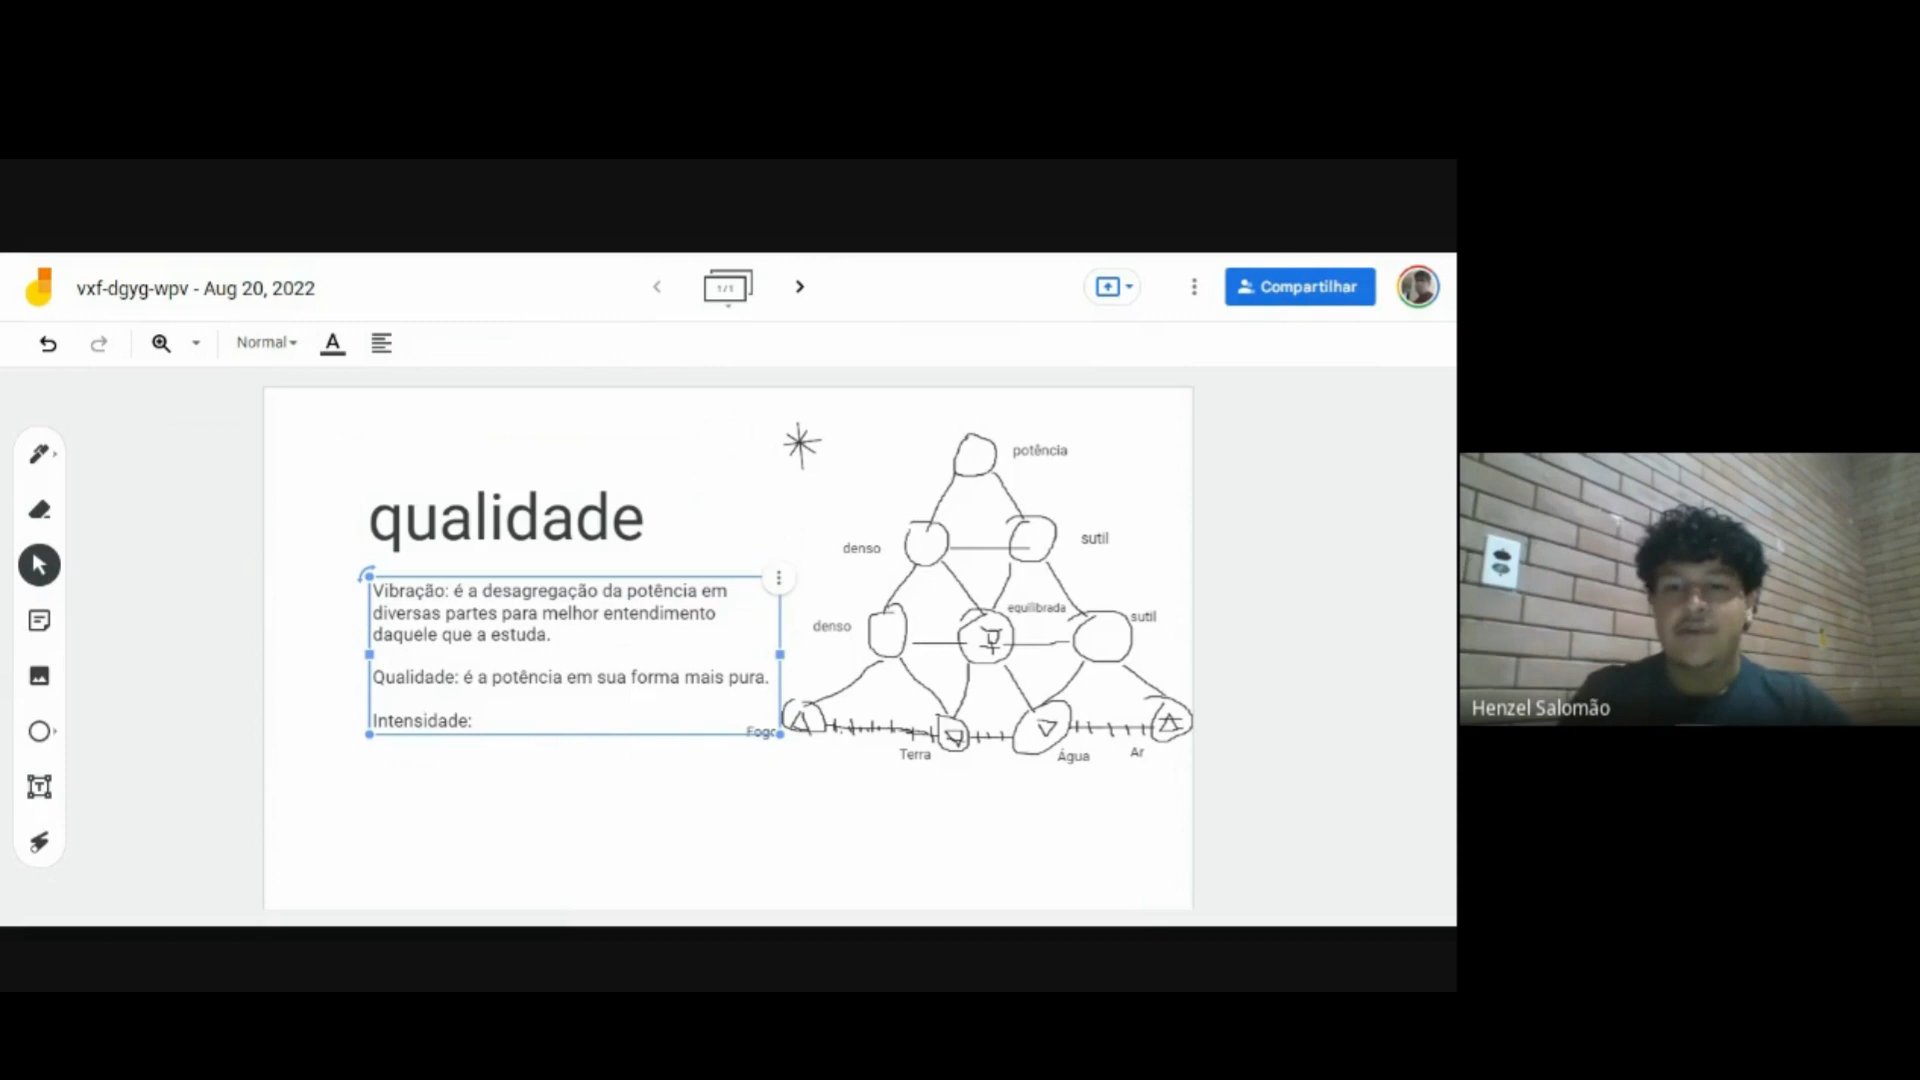 vxf-dgyg-wpv - Aug 20, 2022
1/1
Compartilhar
Normal
A
potência
qualidade
denso
sutil
Vibração: é a desagregação da potência em
diversas partes para melhor entendimento
daquele que a estuda.
equilibrada
denso
sutil
Qualidade: é a potência em sua forma mais pura.
Intensidade:
Fogo
Terra
Água
Ar
Henzel Salomão